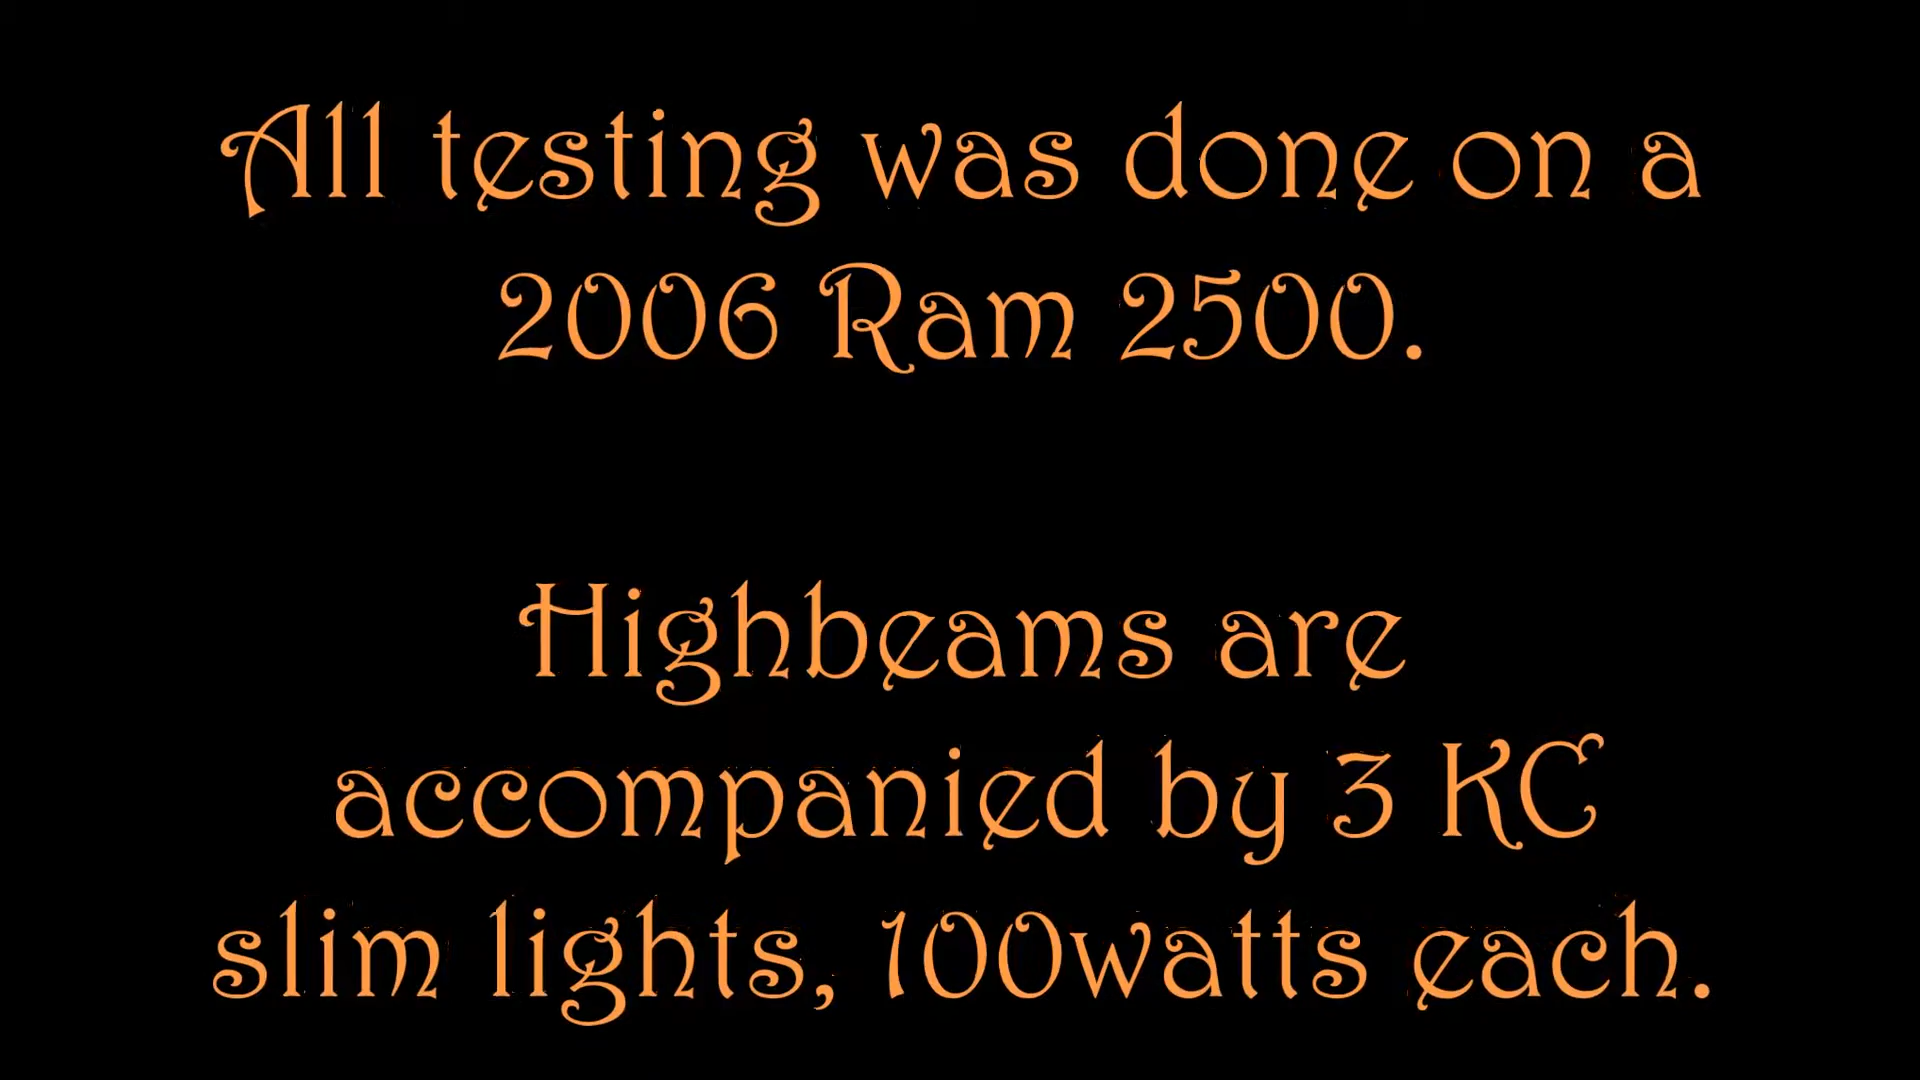 All testing was done on a
2006 Ram 2500.
Highbeams are
accompanied by 3 KC
slim lights, 100watts each.